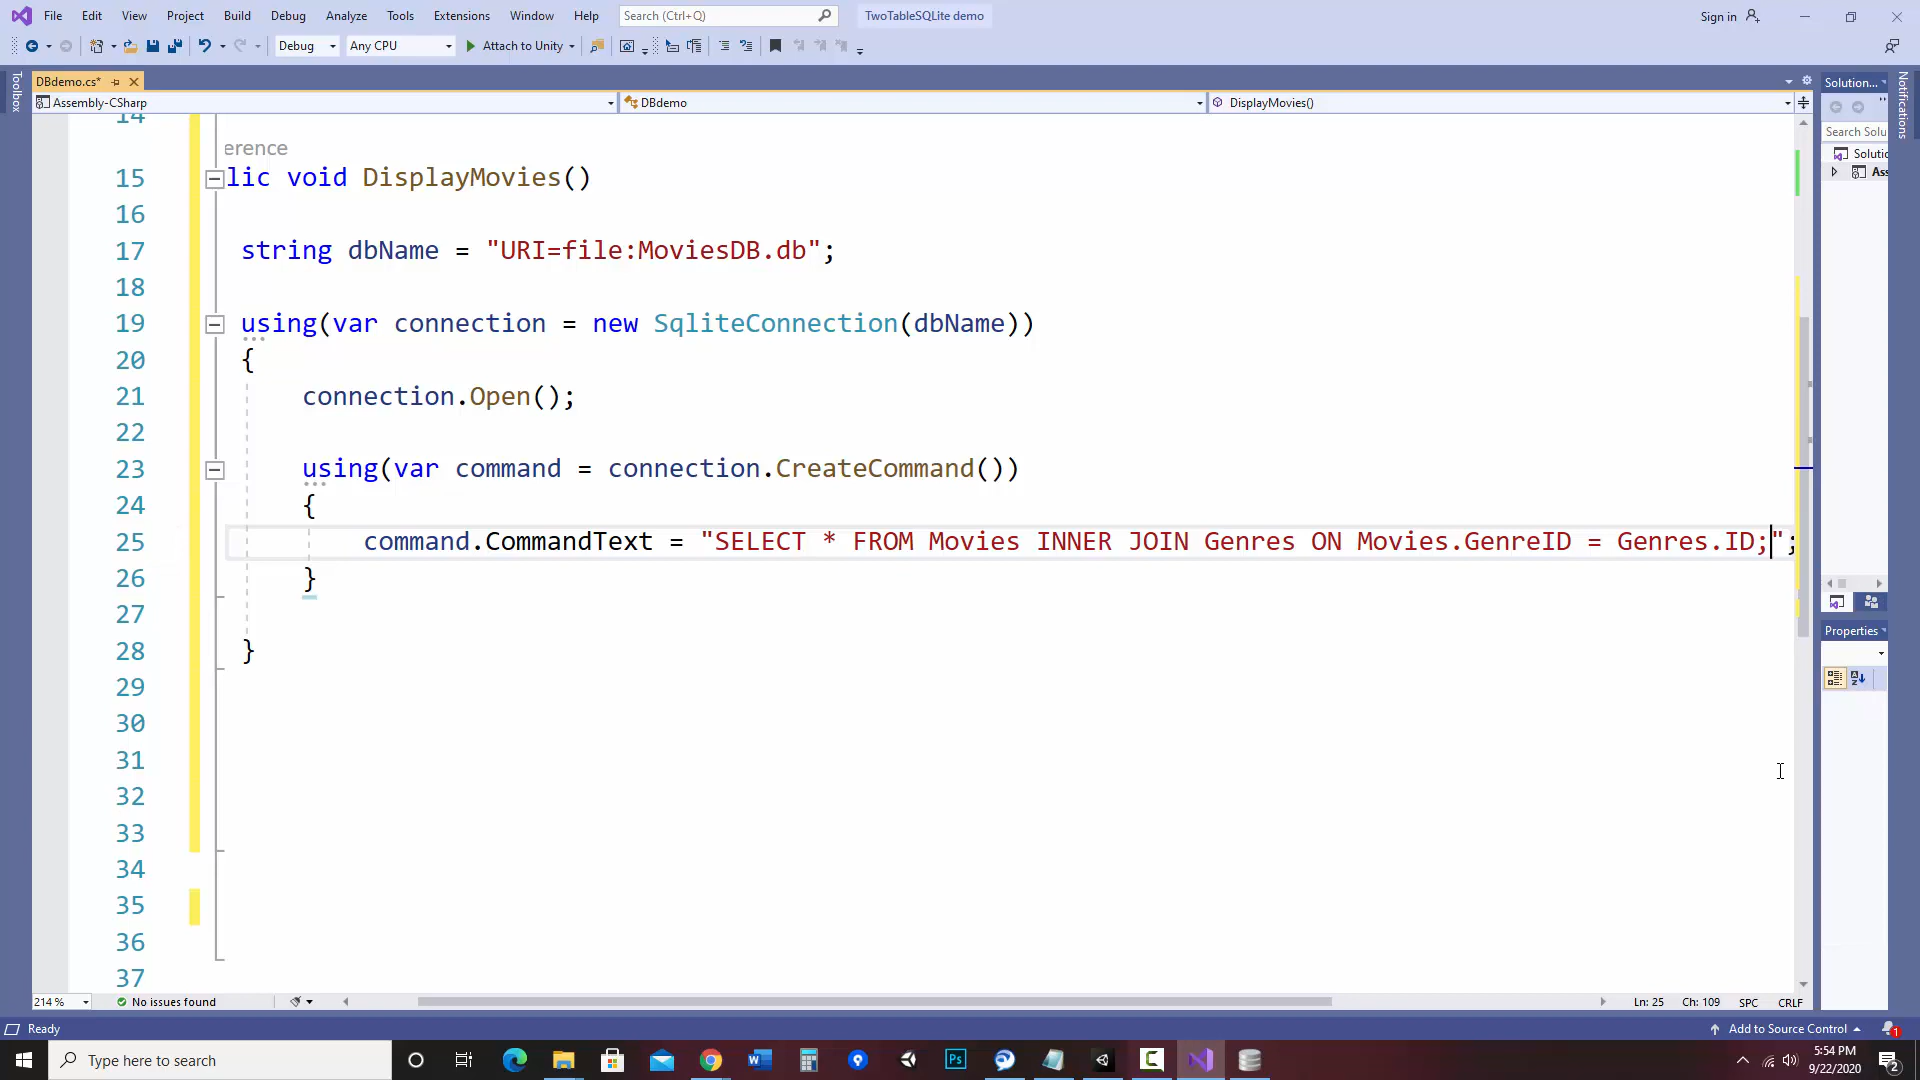 File Edit View Project Build Debug Analyze Tools Extensions Window Help Search (Ctrl+Q) TwoTableSQLite demo Sign in
Debug Any CPU Attach to Unity
Toolbox
DBdemo.cs*
Assembly-CSharp DBdemo DisplayMovies()
14
erence
15 lic void DisplayMovies()
16
17 string dbName = "URI=file:MoviesDB.db";
18
19 using(var connection = new SqliteConnection(dbName))
20 {
21 connection.Open();
22
23 using(var command = connection.CreateCommand())
24 {
25 command.CommandText = "SELECT * FROM Movies INNER JOIN Genres ON Movies.GenreID = Genres.ID;";
26 }
27
28 }
29
30
31
32
33
34
35
36
37
Solution...
Search Solu
Solutio
Ass
Properties
Notifications
214 % No issues found Ln: 25 Ch: 109 SPC CRLF
Ready Add to Source Control 1
Type here to search
5:54 PM
9/22/2020
2